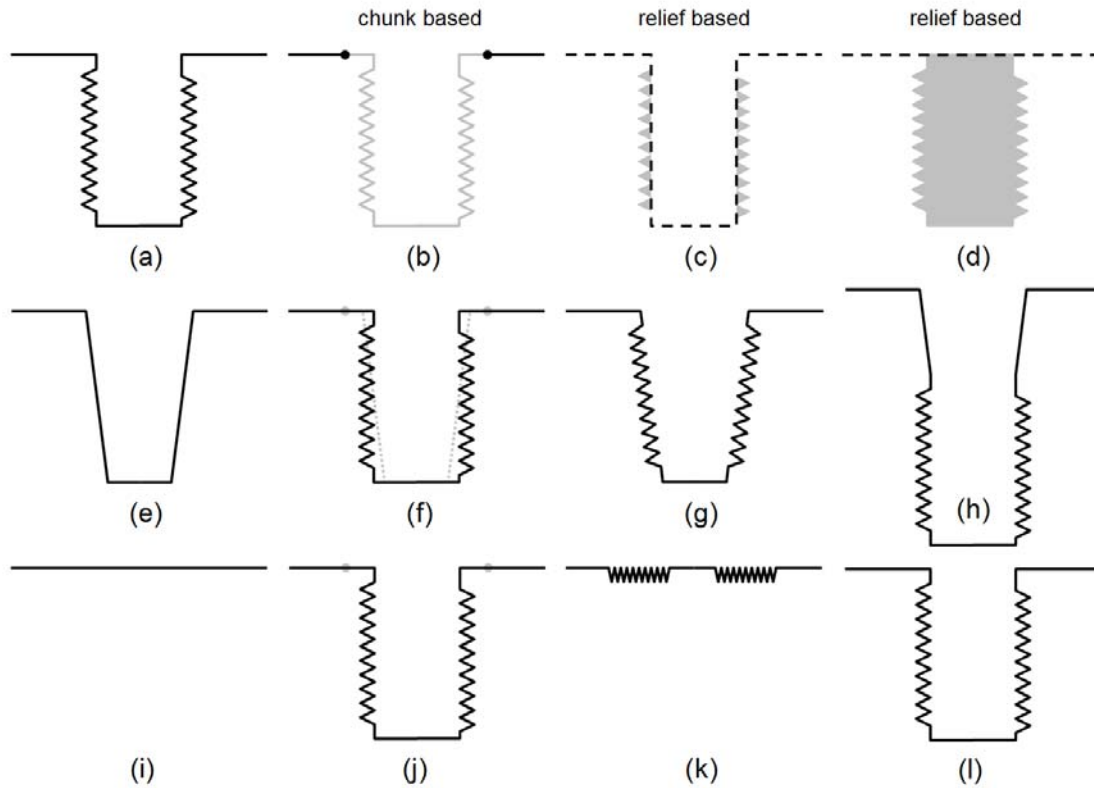 chunk based relief based relief based
(a) (b) (c) (d)
(e) (f) (g) (h)
(i) (j) (k) (l)